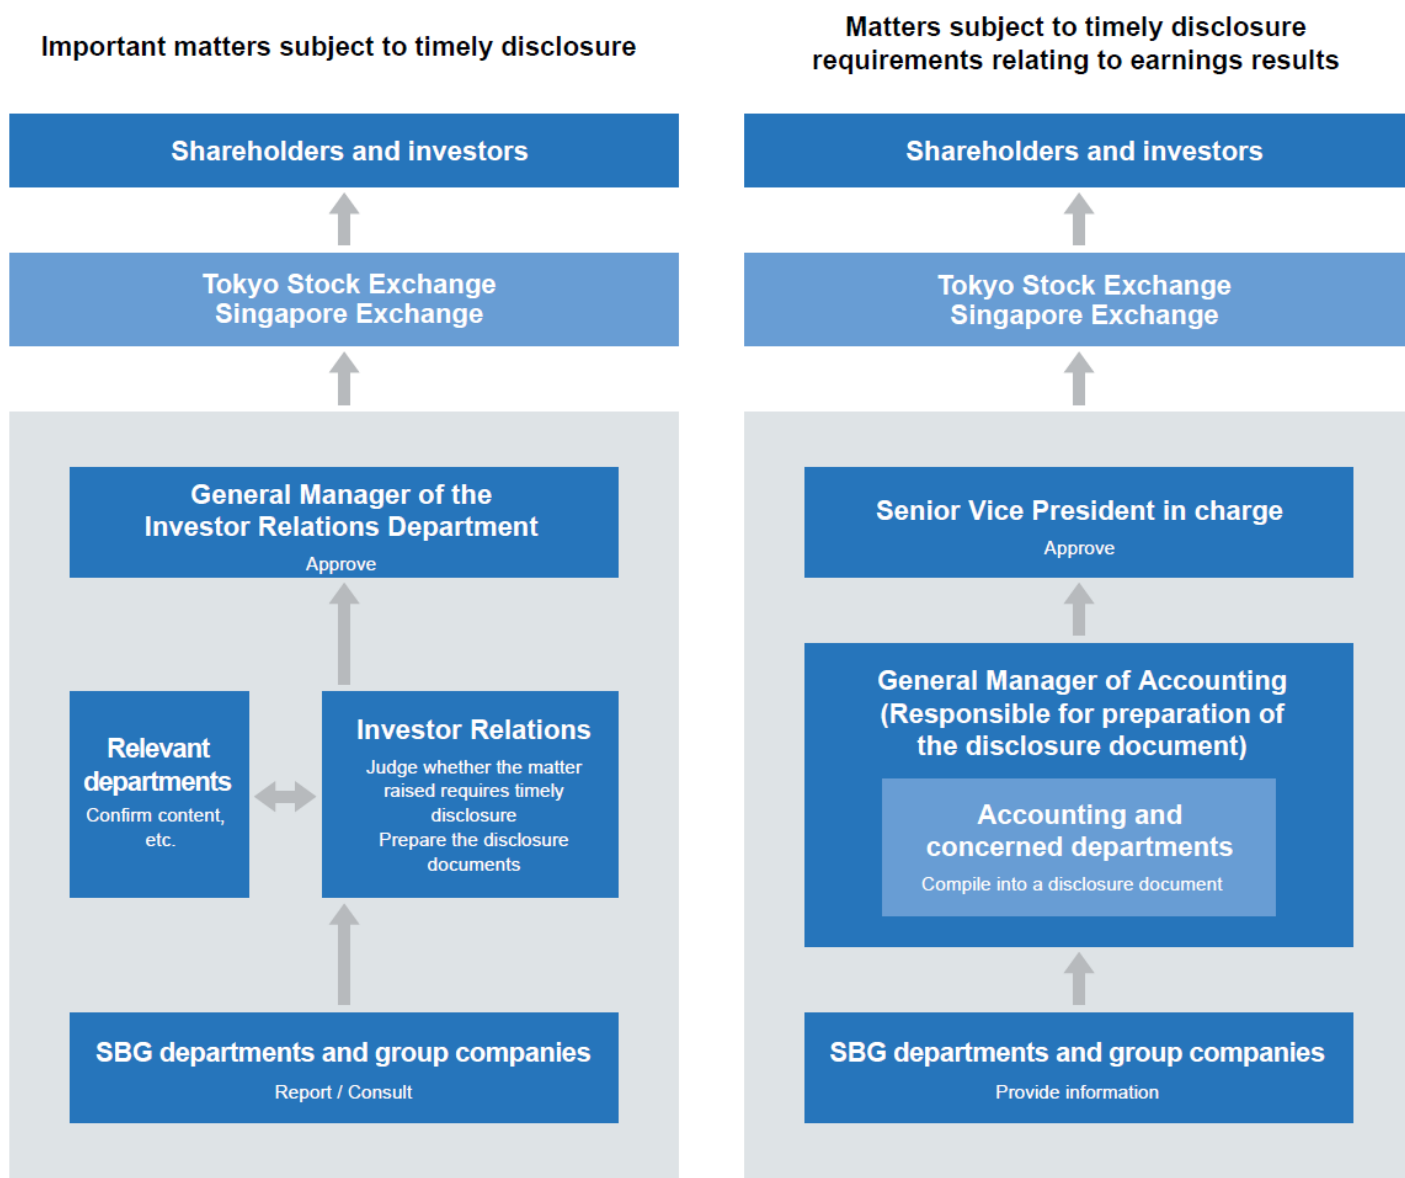 Important matters subject to timely disclosure
Shareholders and investors
Tokyo Stock Exchange
Singapore Exchange
General Manager of the
Investor Relations Department
Approve
Relevant
departments
Confirm content,
etc.
Investor Relations
Judge whether the matter
raised requires timely
disclosure
Prepare the disclosure
documents
SBG departments and group companies
Report / Consult
Matters subject to timely disclosure
requirements relating to earnings results
Shareholders and investors
Tokyo Stock Exchange
Singapore Exchange
Senior Vice President in charge
Approve
General Manager of Accounting
(Responsible for preparation of
the disclosure document)
Accounting and
concerned departments
Compile into a disclosure document
SBG departments and group companies
Provide information